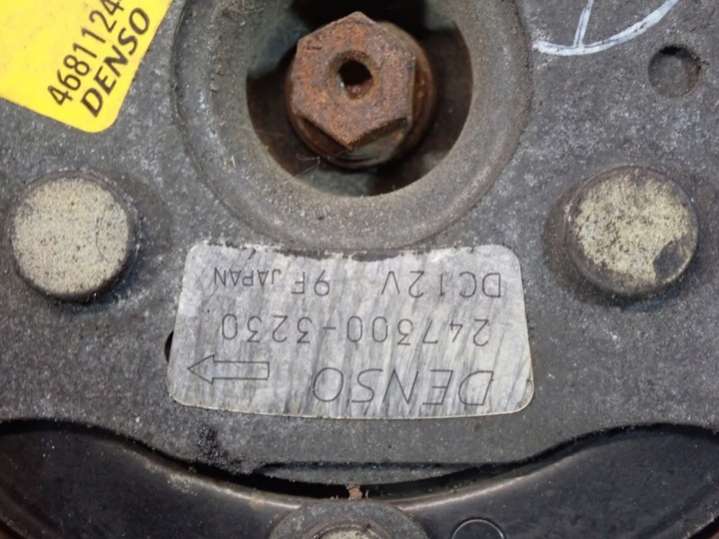 4681124
DENSO
DENSO
247300-3230
DC12V 9F JAPAN